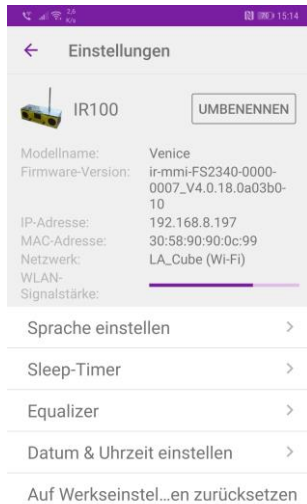 2,6
K/s
15:14
Einstellungen
IR100
UMBENENNEN
Modellname: Venice
Firmware-Version: ir-mmi-FS2340-0000-
0007_V4.0.18.0a03b0-
10
IP-Adresse: 192.168.8.197
MAC-Adresse: 30:58:90:90:0c:99
Netzwerk: LA_Cube (Wi-Fi)
WLAN-
Signalstärke:
Sprache einstellen
Sleep-Timer
Equalizer
Datum & Uhrzeit einstellen
Auf Werkseinstel...en zurücksetzen